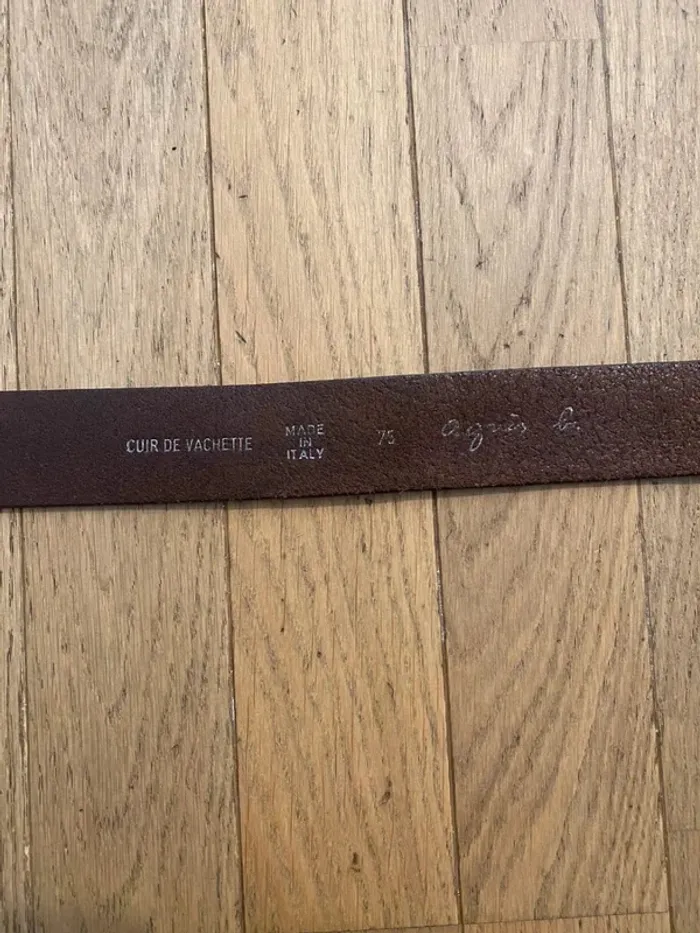 CUIR DE VACHETTE
MADE
IN
ITALY
75
agnès b.